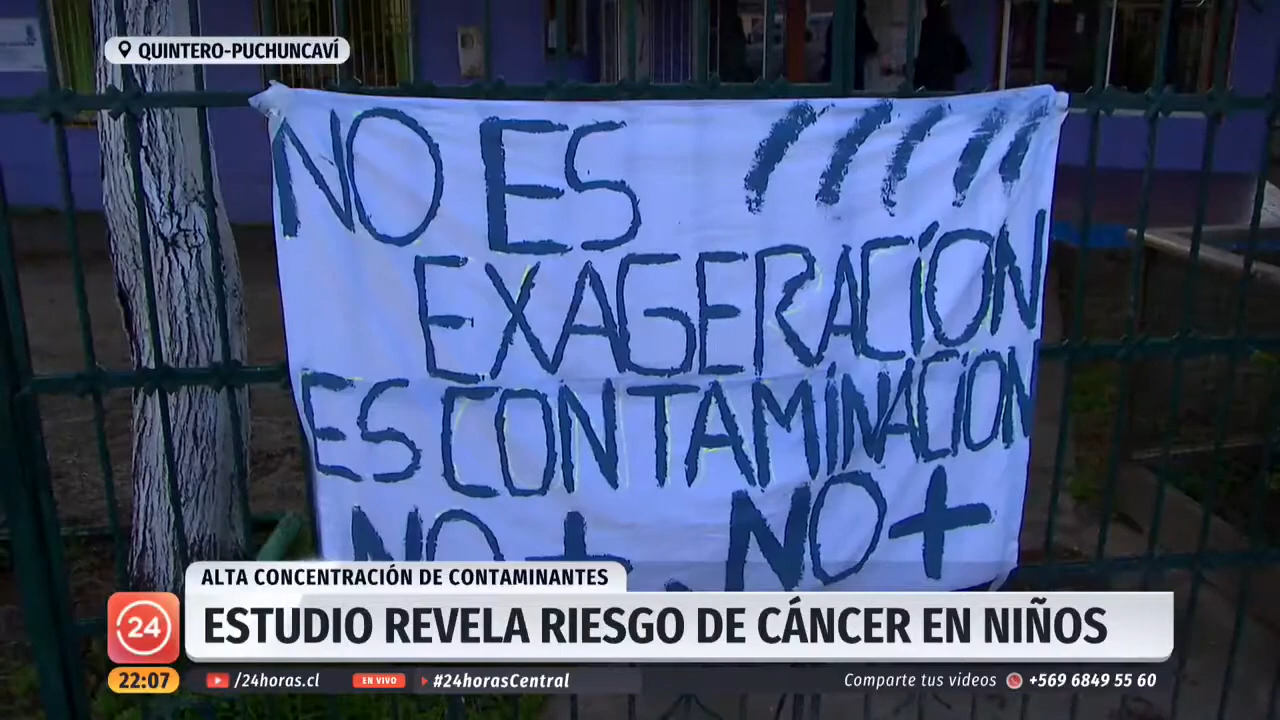 QUINTERO-PUCHUNCAVÍ
NO ES /////
EXAGERACIÓN
ES CONTAMINACIÓN
NO+ NO+
ALTA CONCENTRACIÓN DE CONTAMINANTES
24 ESTUDIO REVELA RIESGO DE CÁNCER EN NIÑOS
22:07 /24horas.cl EN VIVO #24horasCentral Comparte tus videos +569 6849 55 60